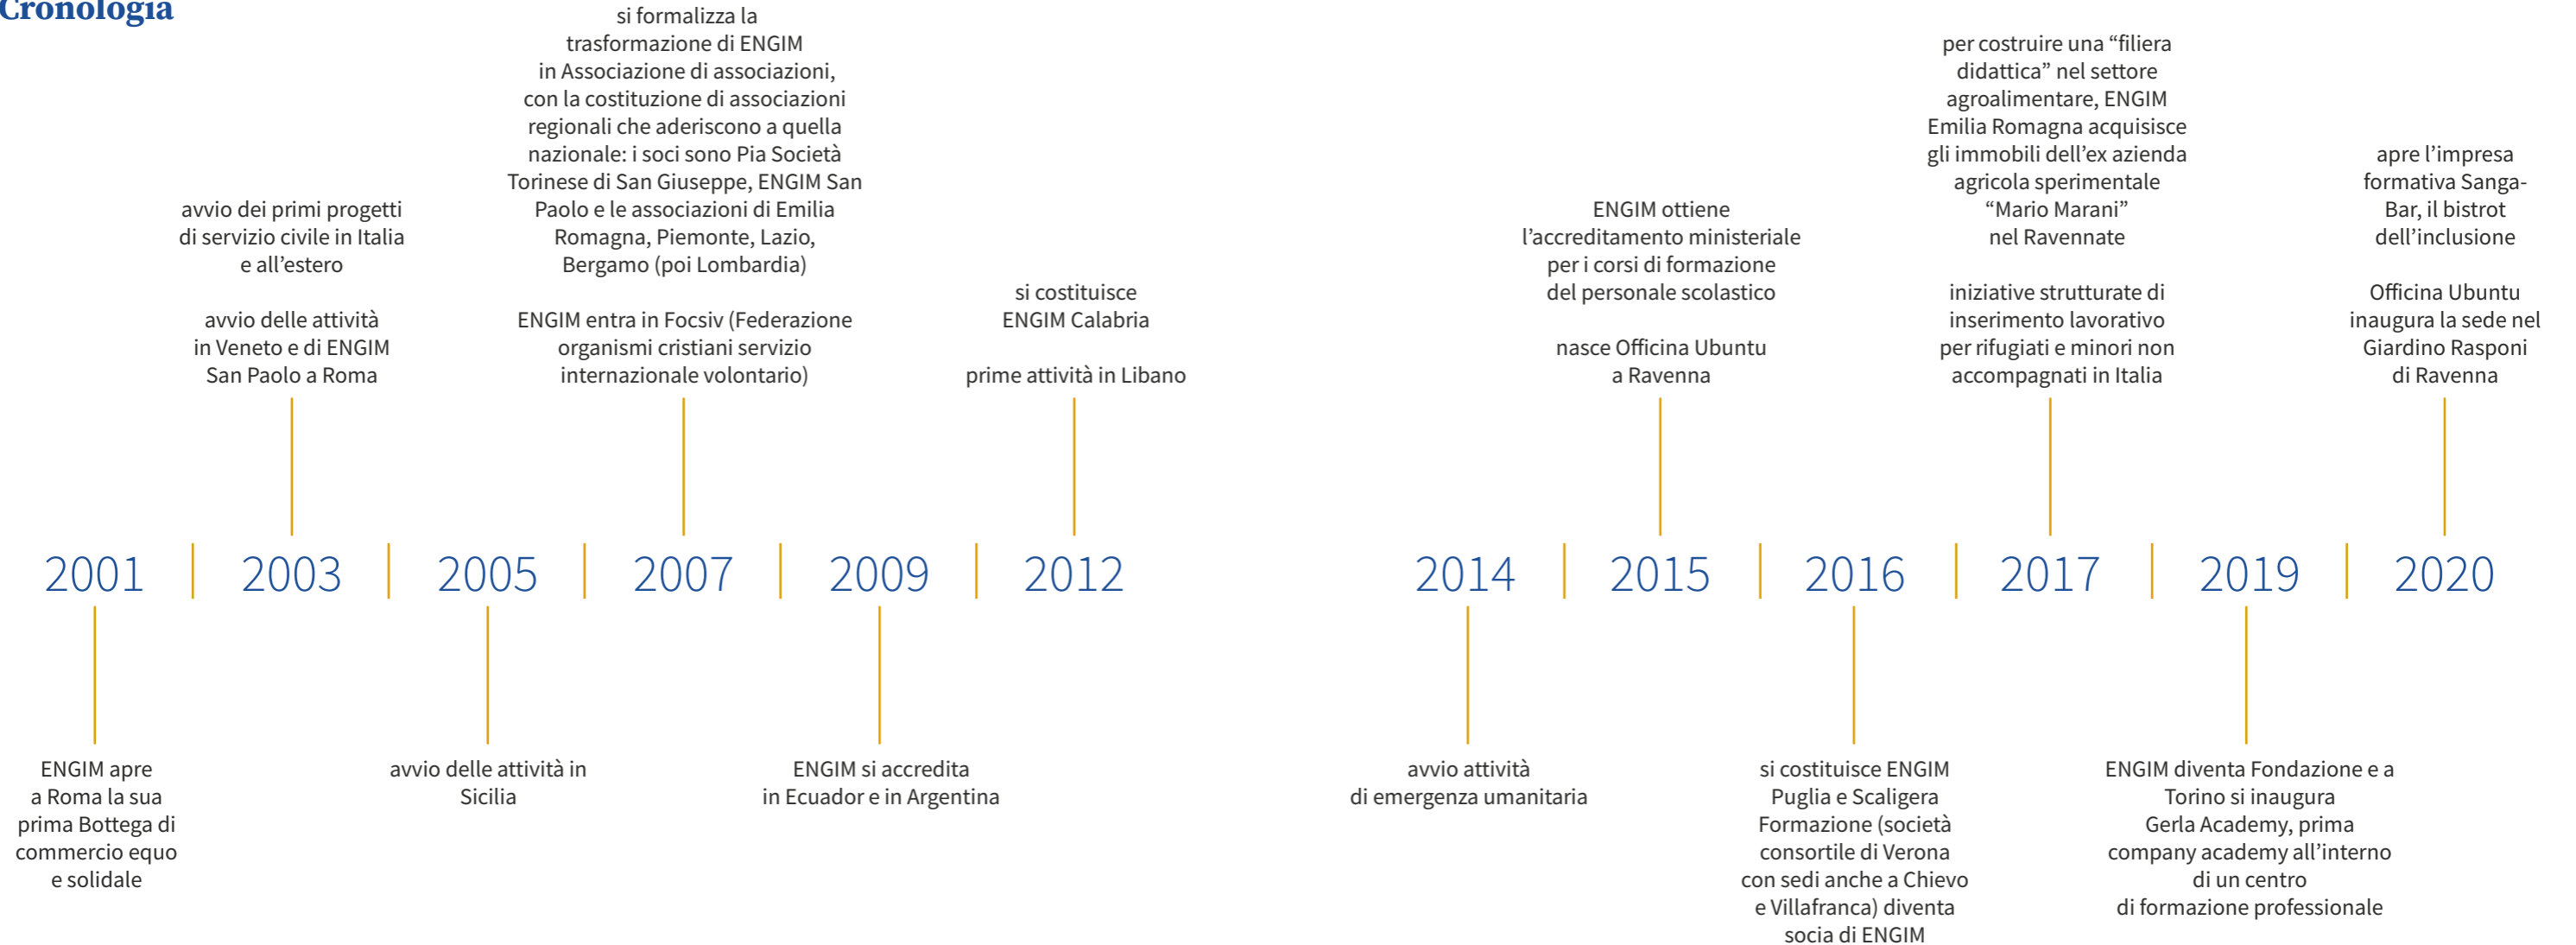 Cronologia
avvio dei primi progetti
di servizio civile in Italia
e all’estero
avvio delle attività
in Veneto e di ENGIM
San Paolo a Roma
si formalizza la
trasformazione di ENGIM
in Associazione di associazioni,
con la costituzione di associazioni
regionali che aderiscono a quella
nazionale: i soci sono Pia Società
Torinese di San Giuseppe, ENGIM San
Paolo e le associazioni di Emilia
Romagna, Piemonte, Lazio,
Bergamo (poi Lombardia)
ENGIM entra in Focsiv (Federazione
organismi cristiani servizio
internazionale volontario)
si costituisce
ENGIM Calabria
prime attività in Libano
ENGIM ottiene
l’accreditamento ministeriale
per i corsi di formazione
del personale scolastico
nasce Officina Ubuntu
a Ravenna
per costruire una “filiera
didattica” nel settore
agroalimentare, ENGIM
Emilia Romagna acquisisce
gli immobili dell’ex azienda
agricola sperimentale
“Mario Marani”
nel Ravennate
iniziative strutturate di
inserimento lavorativo
per rifugiati e minori non
accompagnati in Italia
apre l’impresa
formativa Sanga-
Bar, il bistrot
dell’inclusione
Officina Ubuntu
inaugura la sede nel
Giardino Rasponi
di Ravenna
2001
2003
2005
2007
2009
2012
2014
2015
2016
2017
2019
2020
ENGIM apre
a Roma la sua
prima Bottega di
commercio equo
e solidale
avvio delle attività in
Sicilia
ENGIM si accredita
in Ecuador e in Argentina
avvio attività
di emergenza umanitaria
si costituisce ENGIM
Puglia e Scaligera
Formazione (società
consortile di Verona
con sedi anche a Chievo
e Villafranca) diventa
socia di ENGIM
ENGIM diventa Fondazione e a
Torino si inaugura
Gerla Academy, prima
company academy all’interno
di un centro
di formazione professionale